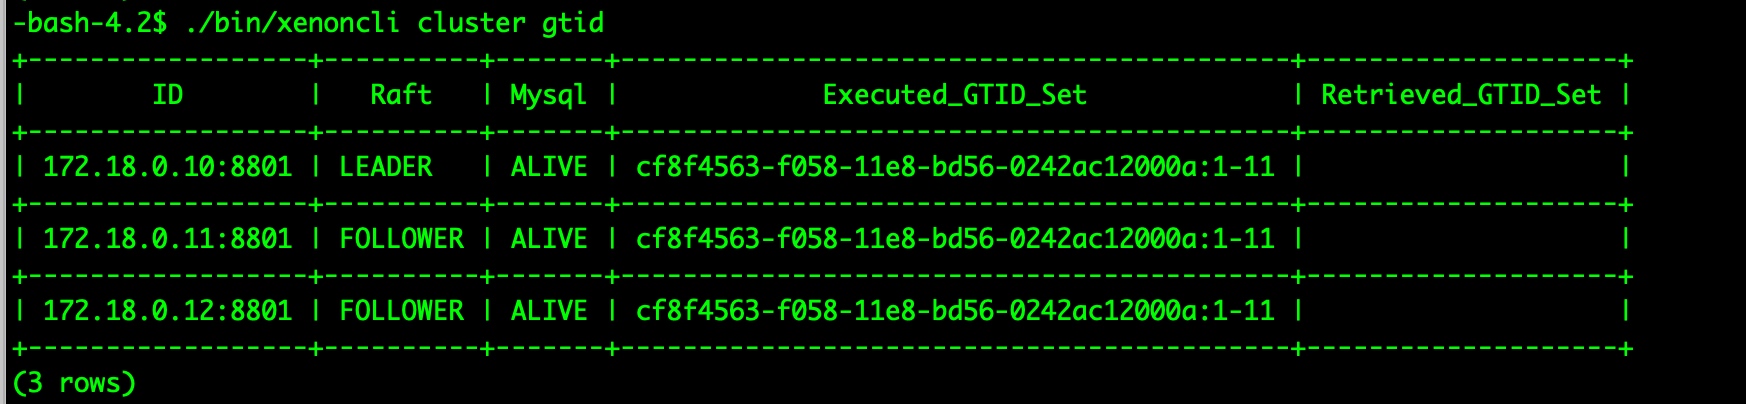 -bash-4.2$ ./bin/xenoncli cluster gtid
+------------------+----------+-------+-------------------------------------------+--------------------+
|        ID        |   Raft   | Mysql |             Executed_GTID_Set             | Retrieved_GTID_Set |
+------------------+----------+-------+-------------------------------------------+--------------------+
| 172.18.0.10:8801 | LEADER   | ALIVE | cf8f4563-f058-11e8-bd56-0242ac12000a:1-11 |                    |
+------------------+----------+-------+-------------------------------------------+--------------------+
| 172.18.0.11:8801 | FOLLOWER | ALIVE | cf8f4563-f058-11e8-bd56-0242ac12000a:1-11 |                    |
+------------------+----------+-------+-------------------------------------------+--------------------+
| 172.18.0.12:8801 | FOLLOWER | ALIVE | cf8f4563-f058-11e8-bd56-0242ac12000a:1-11 |                    |
+------------------+----------+-------+-------------------------------------------+--------------------+
(3 rows)